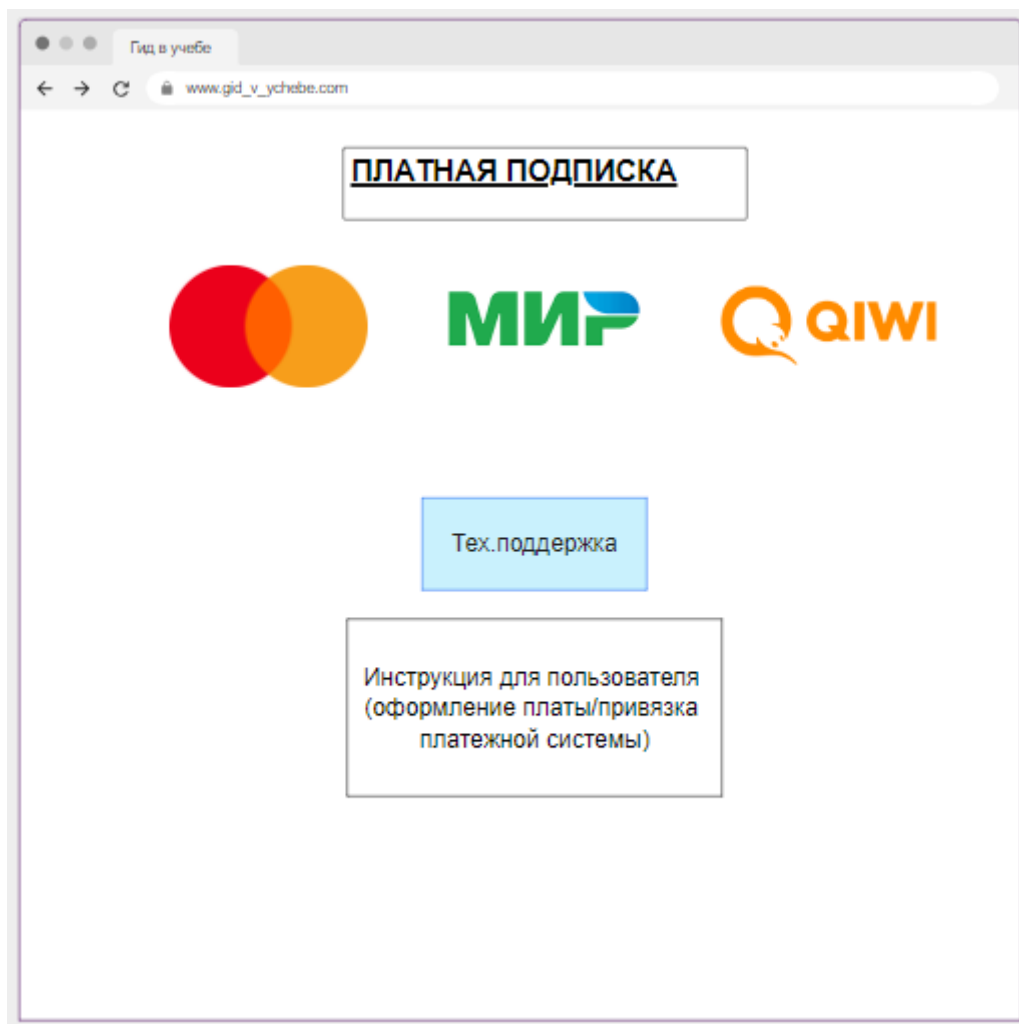 Гид в учебе
www.gid_v_ychebe.com
ПЛАТНАЯ ПОДПИСКА
МИР
QIWI
Тех.поддержка
Инструкция для пользователя
(оформление платы/привязка
платежной системы)